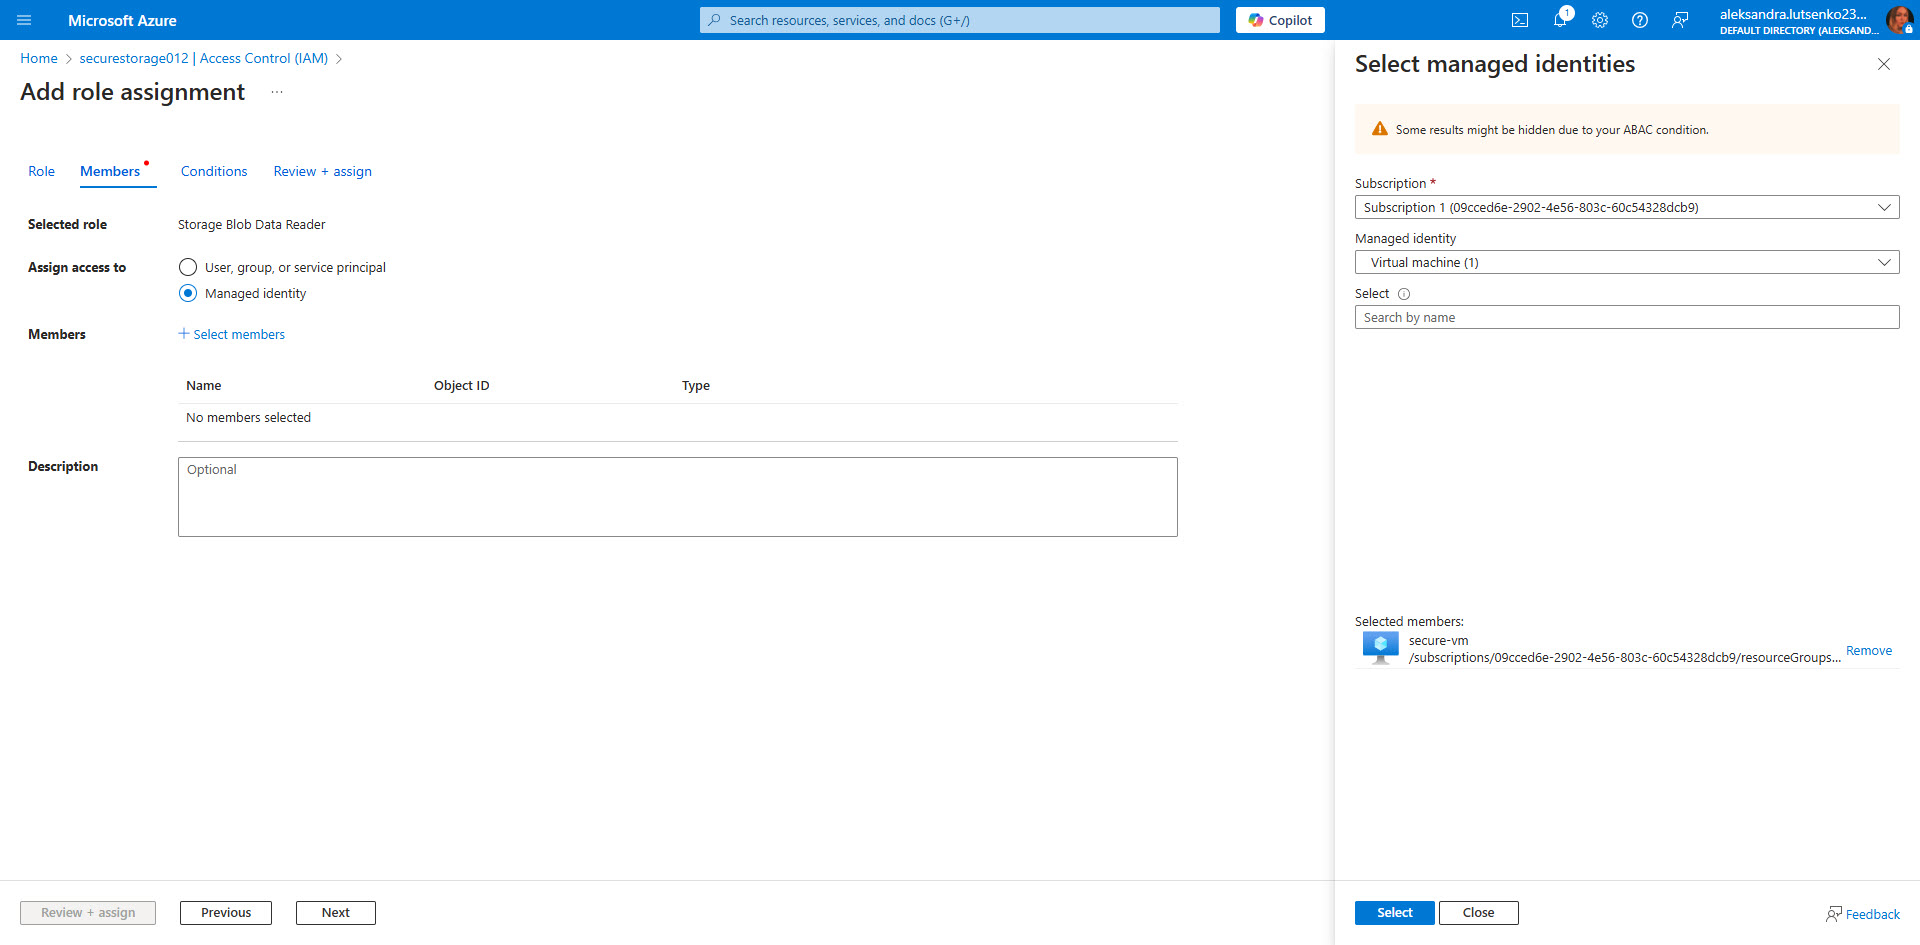 Microsoft Azure
Search resources, services, and docs (G+/)
Copilot
1
aleksandra.lutsenko23...
DEFAULT DIRECTORY (ALEKSAND...
Home > securestorage012 | Access Control (IAM) >
Add role assignment ...
Role Members Conditions Review + assign
Selected role Storage Blob Data Reader
Assign access to User, group, or service principal
Managed identity
Members + Select members
Name Object ID Type
No members selected
Description Optional
Review + assign Previous Next
Select managed identities
Some results might be hidden due to your ABAC condition.
Subscription *
Subscription 1 (09cced6e-2902-4e56-803c-60c54328dcb9)
Managed identity
Virtual machine (1)
Select
Search by name
Selected members:
secure-vm
/subscriptions/09cced6e-2902-4e56-803c-60c54328dcb9/resourceGroups...
Remove
Select Close Feedback